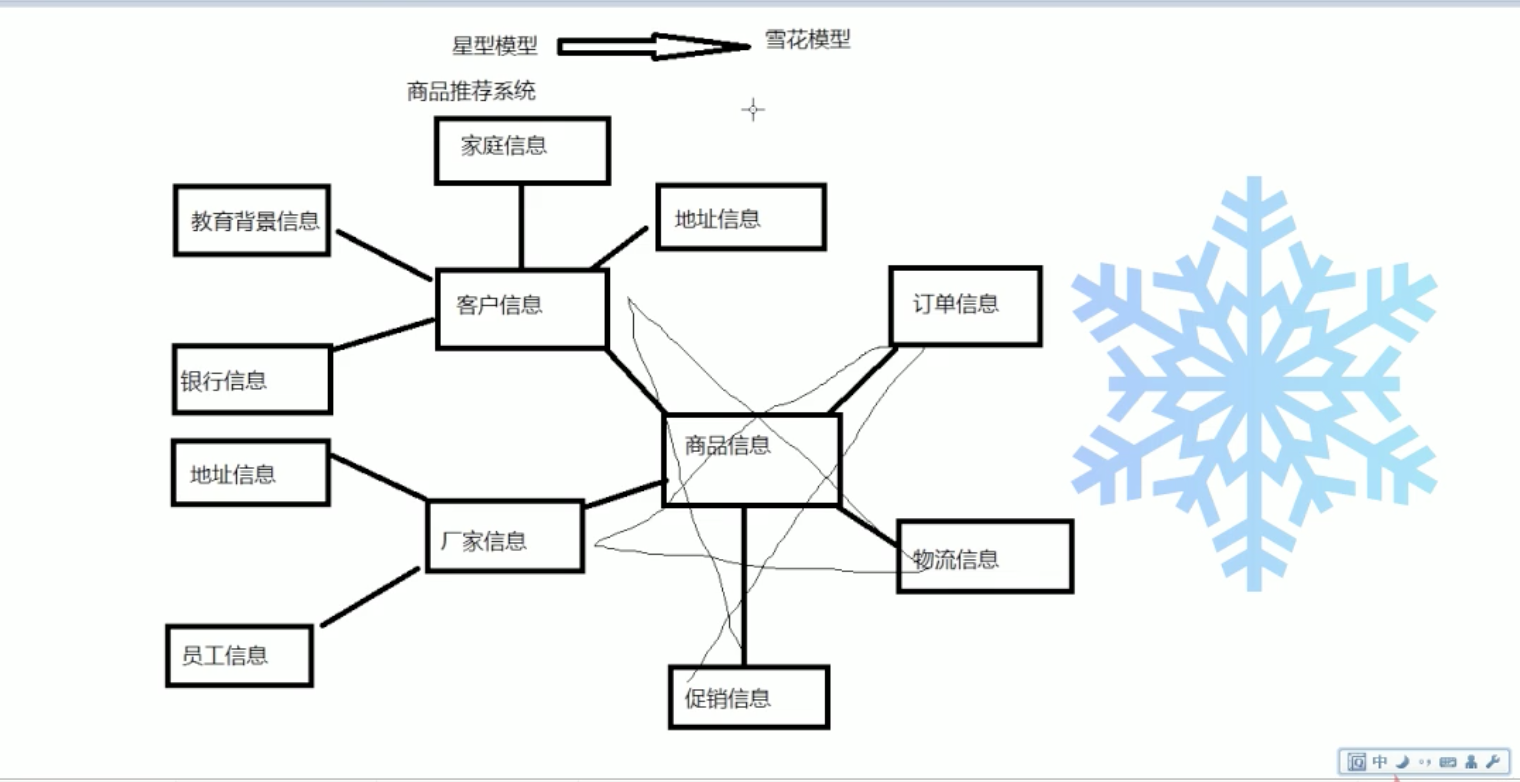 星型模型
雪花模型
商品推荐系统
家庭信息
教育背景信息
地址信息
客户信息
订单信息
银行信息
商品信息
地址信息
厂家信息
物流信息
员工信息
促销信息
中